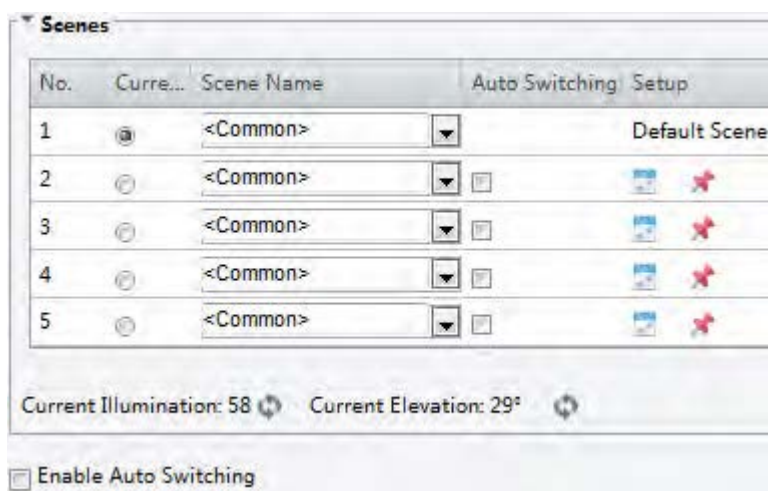 Scenes
No. Curre... Scene Name Auto Switching Setup
1 <Common> Default Scene
2 <Common>
3 <Common>
4 <Common>
5 <Common>
Current Illumination: 58 Current Elevation: 29°
Enable Auto Switching